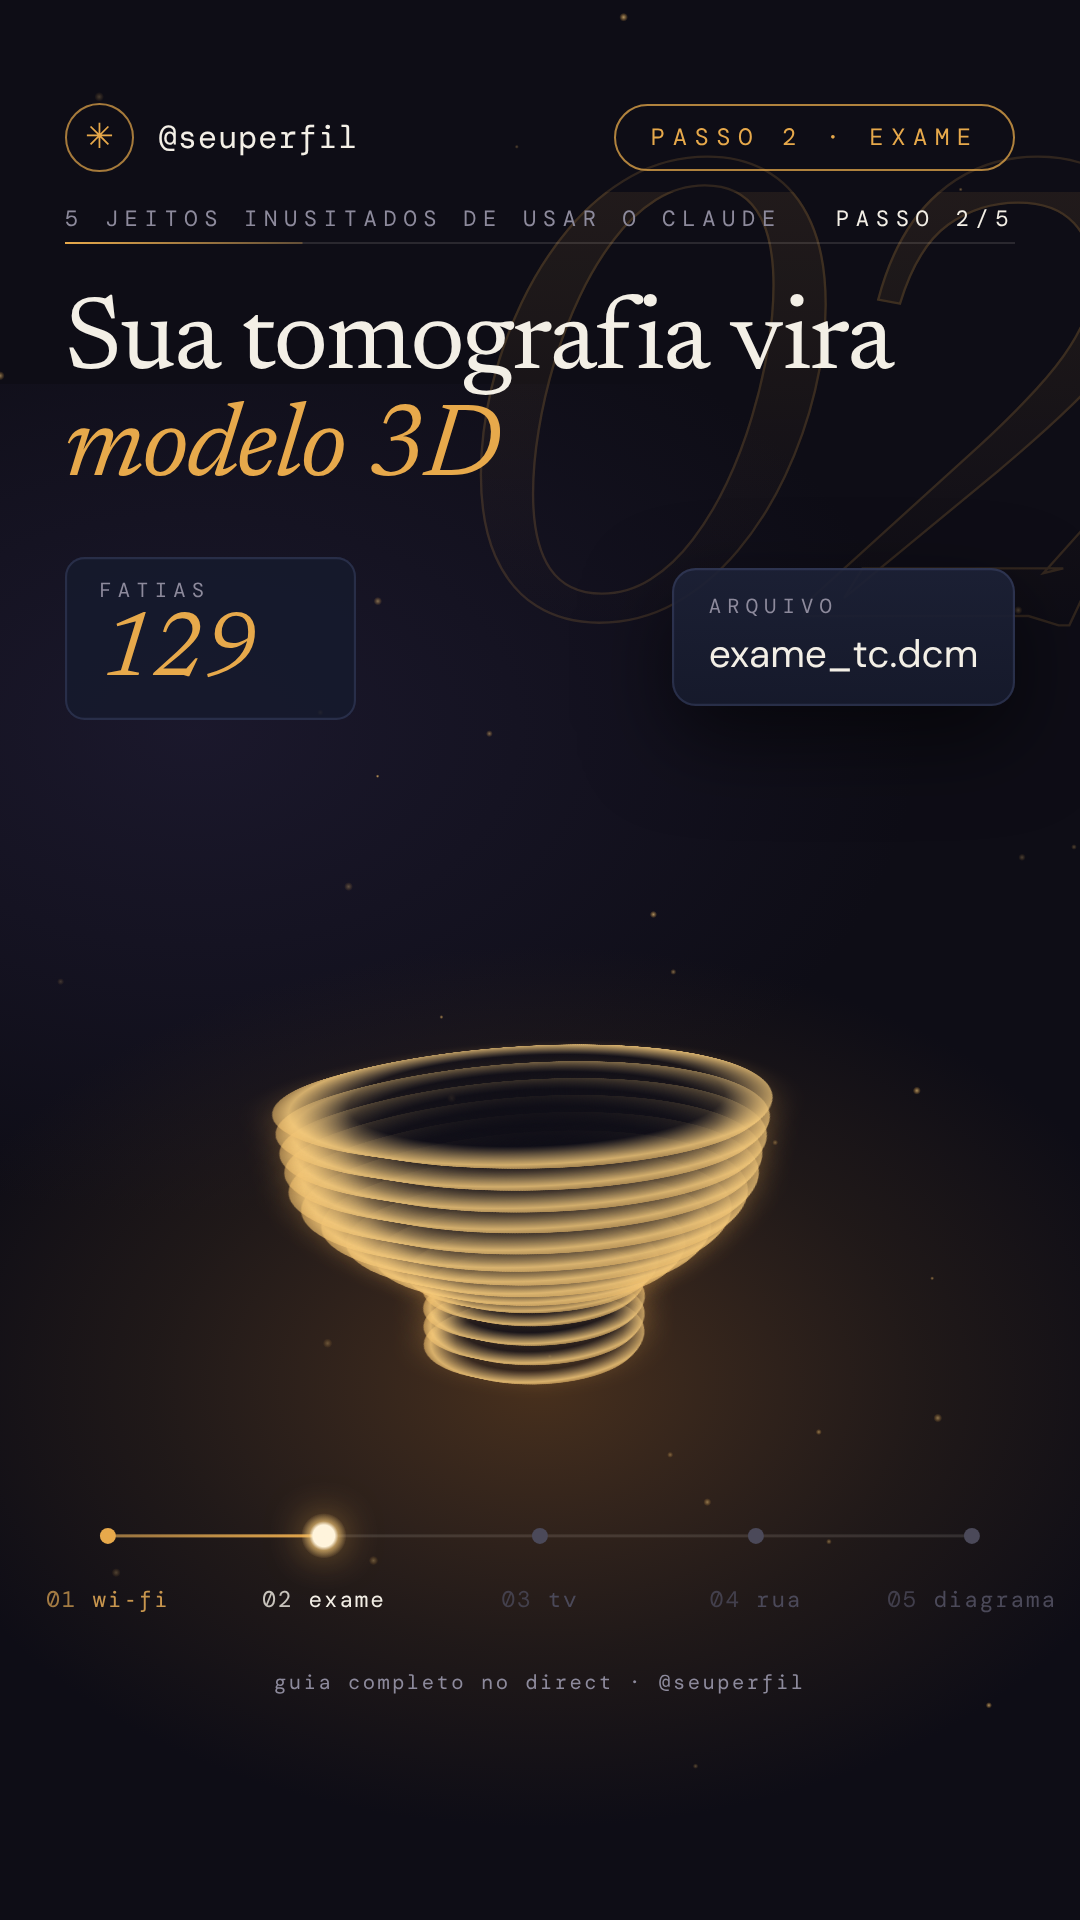 @seuperfil
PASSO 2 · EXAME
5 JEITOS INUSITADOS DE USAR O CLAUDE
PASSO 2/5
02
Sua tomografia vira
modelo 3D
FATIAS
129
ARQUIVO
exame_tc.dcm
01 wi-fi
02 exame
03 tv
04 rua
05 diagrama
guia completo no direct · @seuperfil